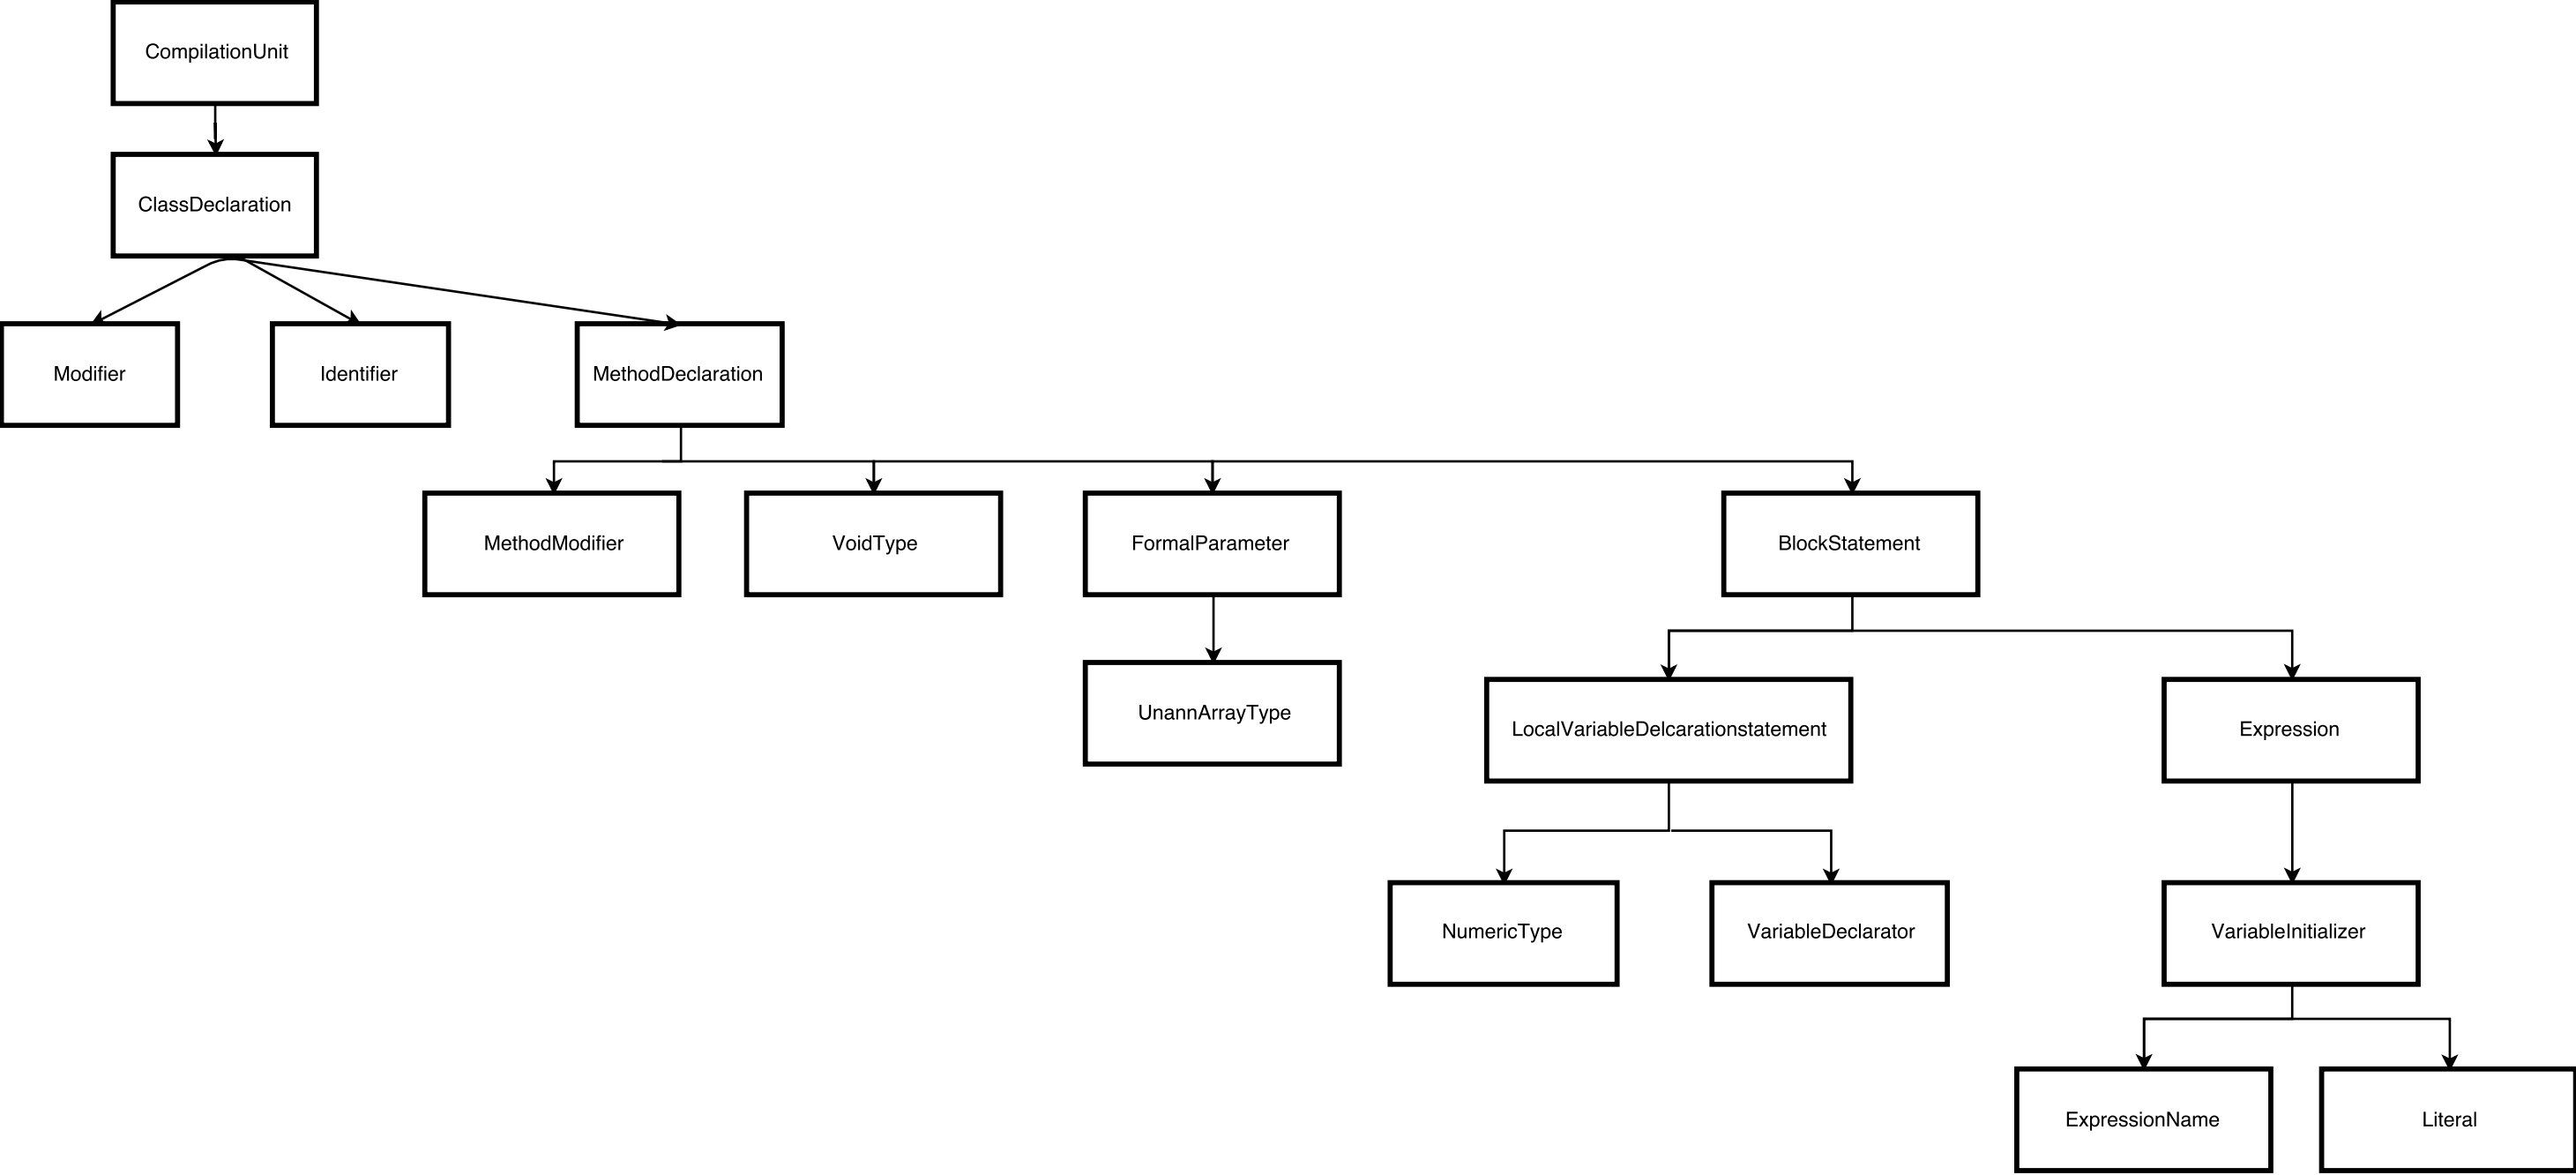 CompilationUnit
ClassDeclaration
Modifier
Identifier
MethodDeclaration
MethodModifier
VoidType
FormalParameter
BlockStatement
UnannArrayType
LocalVariableDelcarationstatement
Expression
NumericType
VariableDeclarator
VariableInitializer
ExpressionName
Literal